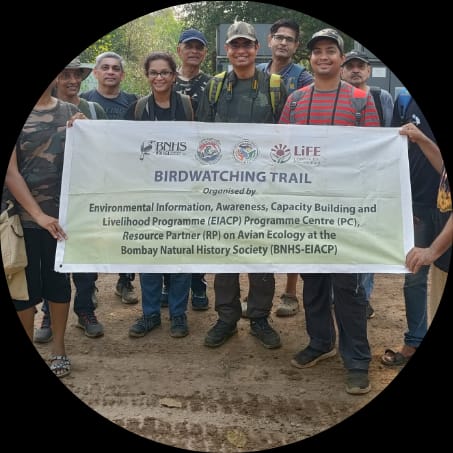 BNHS
LiFE
BIRDWATCHING TRAIL
Organised by
Environmental Information, Awareness, Capacity Building and
Livelihood Programme (EIACP) Programme Centre (PC),
Resource Partner (RP) on Avian Ecology at the
Bombay Natural History Society (BNHS-EIACP)